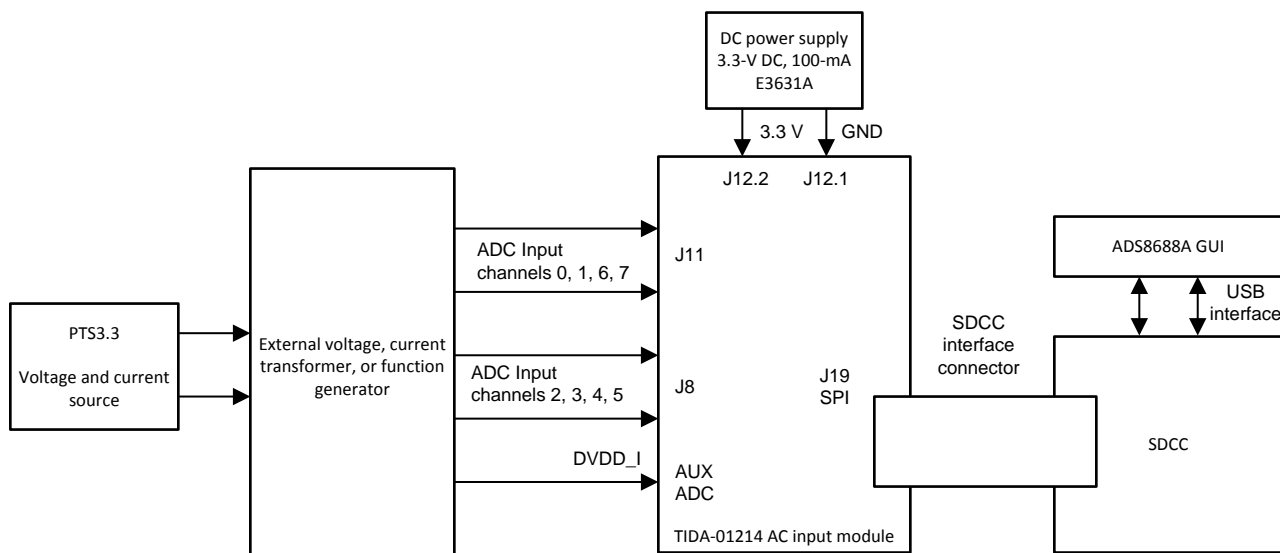 DC power supply
3.3-V DC, 100-mA
E3631A
3.3 V
GND
J12.2
J12.1
ADC Input
channels 0, 1, 6, 7
J11
ADS8688A GUI
USB
interface
PTS3.3
Voltage and current
source
External voltage, current
transformer, or function
generator
ADC Input
channels 2, 3, 4, 5
J8
J19
SPI
SDCC
interface
connector
SDCC
DVDD_I
AUX
ADC
TIDA-01214 AC input module